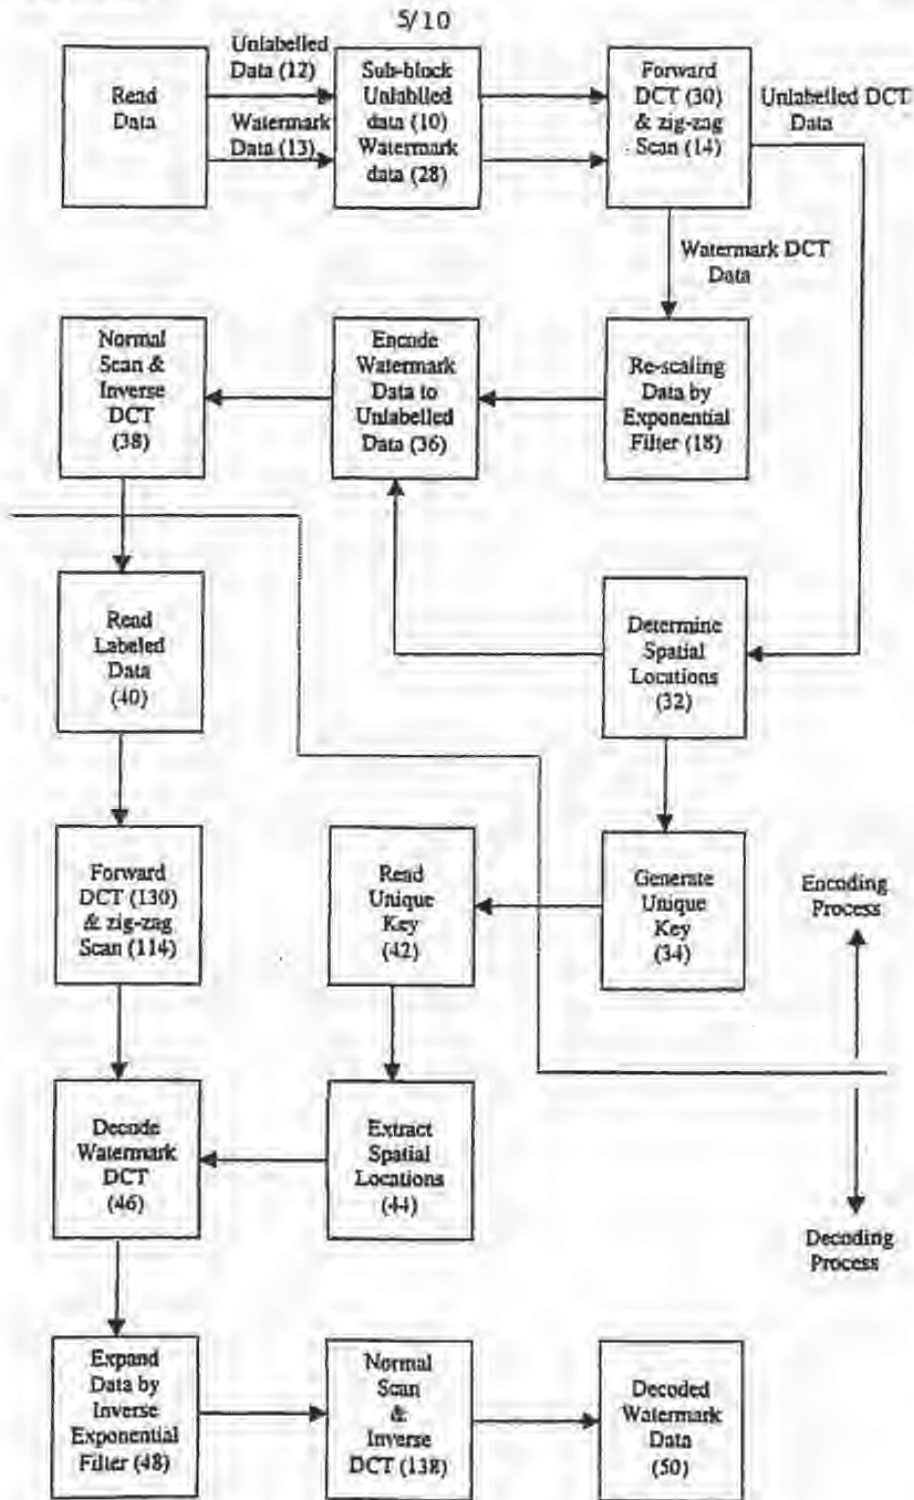 5/10
Read
Data
Unlabelled
Data (12)
Watermark
Data (13)
Sub-block
Unlablled
data (10)
Watermark
data (28)
Forward
DCT (30)
& zig-zag
Scan (14)
Unlabelled DCT
Data
Watermark DCT
Data
Normal
Scan &
Inverse
DCT
(38)
Encode
Watermark
Data to
Unlabelled
Data (36)
Re-scaling
Data by
Exponential
Filter (18)
Read
Labeled
Data
(40)
Determine
Spatial
Locations
(32)
Forward
DCT (130)
& zig-zag
Scan (114)
Read
Unique
Key
(42)
Generate
Unique
Key
(34)
Encoding
Process
Decode
Watermark
DCT
(46)
Extract
Spatial
Locations
(44)
Decoding
Process
Expand
Data by
Inverse
Exponential
Filter (48)
Normal
Scan
&
Inverse
DCT (138)
Decoded
Watermark
Data
(50)